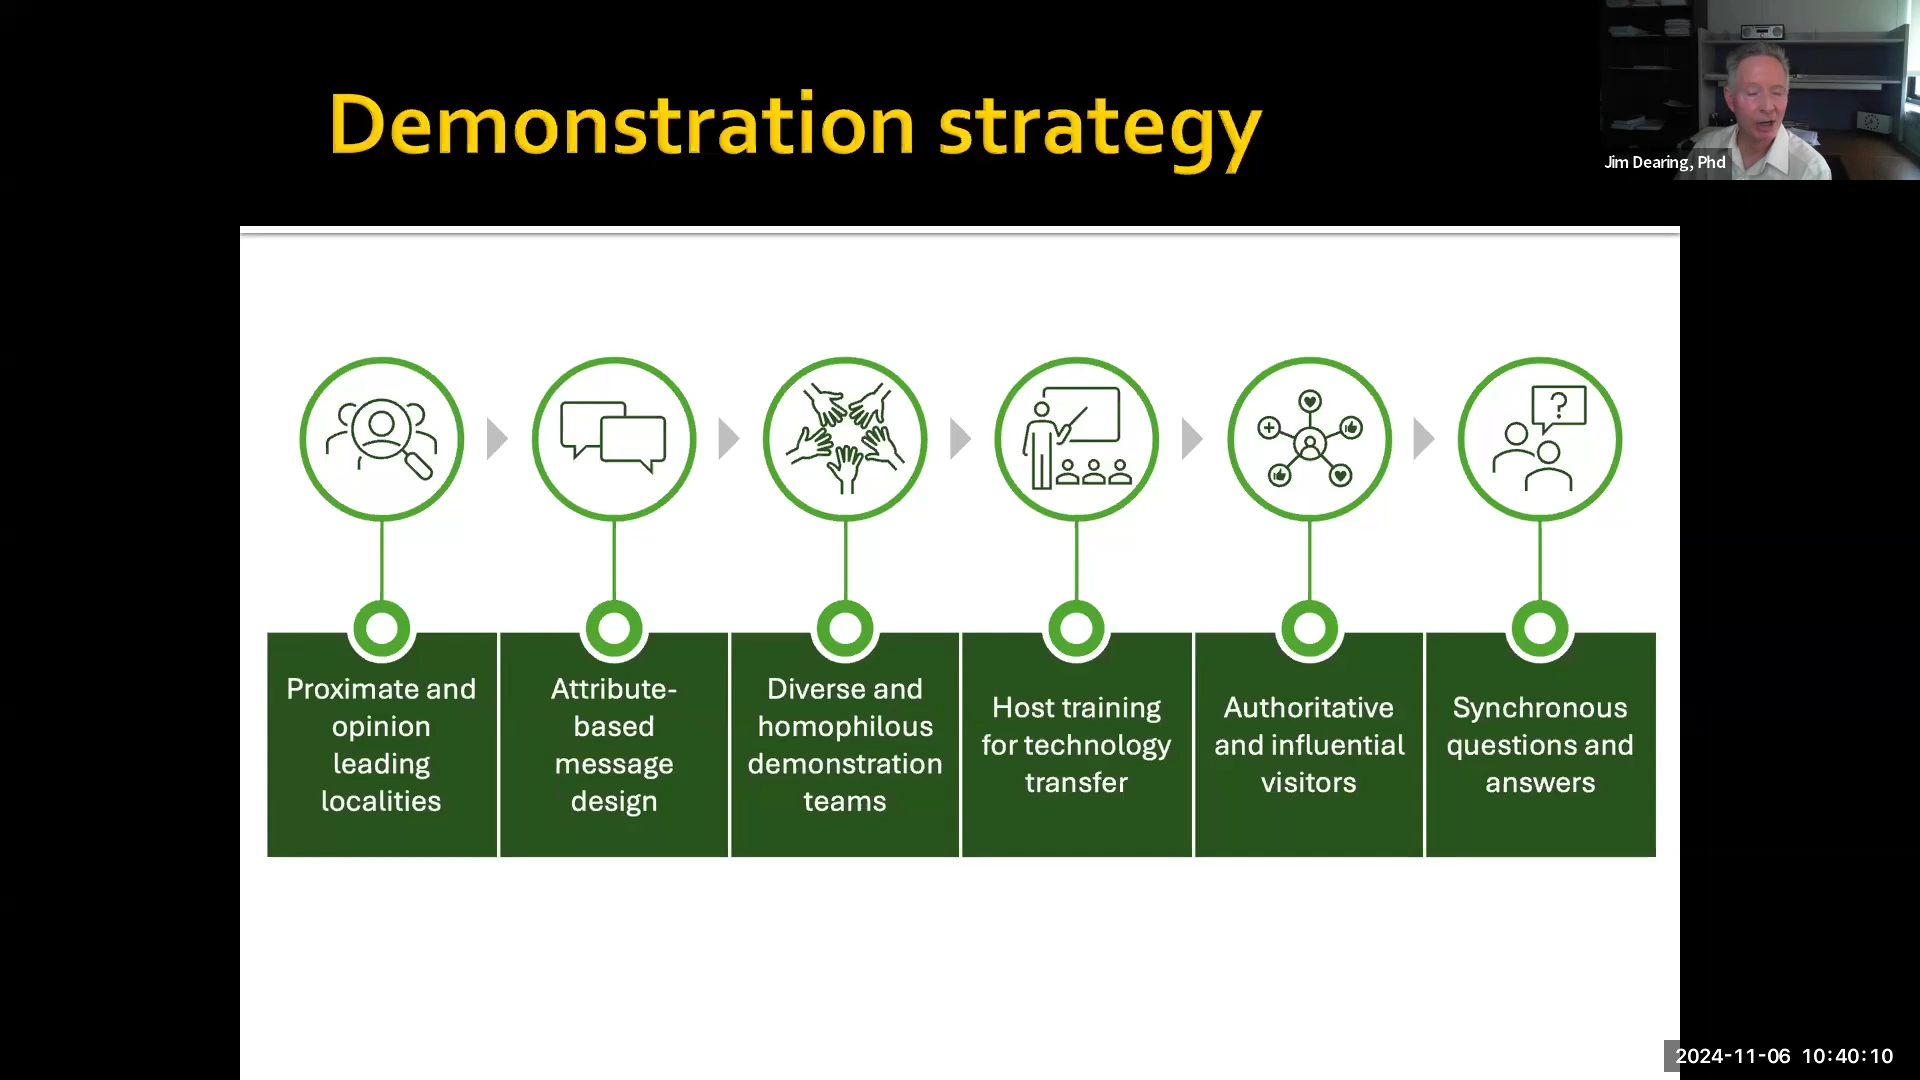 Demonstration strategy
Jim Dearing, Phd
?
Proximate and
opinion
leading
localities
Attribute-
based
message
design
Diverse and
homophilous
demonstration
teams
Host training
for technology
transfer
Authoritative
and influential
visitors
Synchronous
questions and
answers
2024-11-06 10:40:10